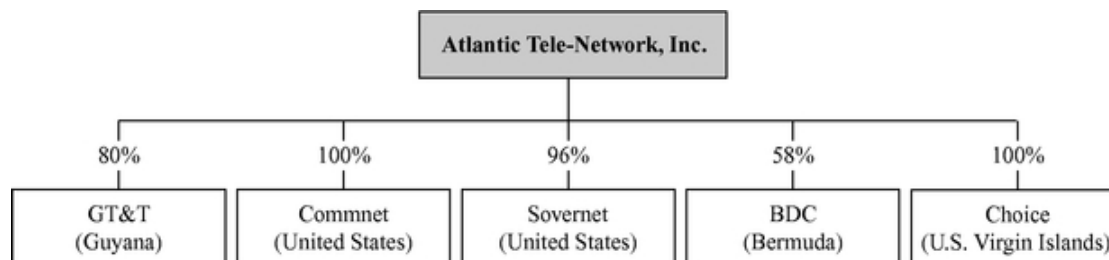 Atlantic Tele-Network, Inc.
80% 100% 96% 58% 100%
GT&T Commnet Sovernet BDC Choice
(Guyana) (United States) (United States) (Bermuda) (U.S. Virgin Islands)